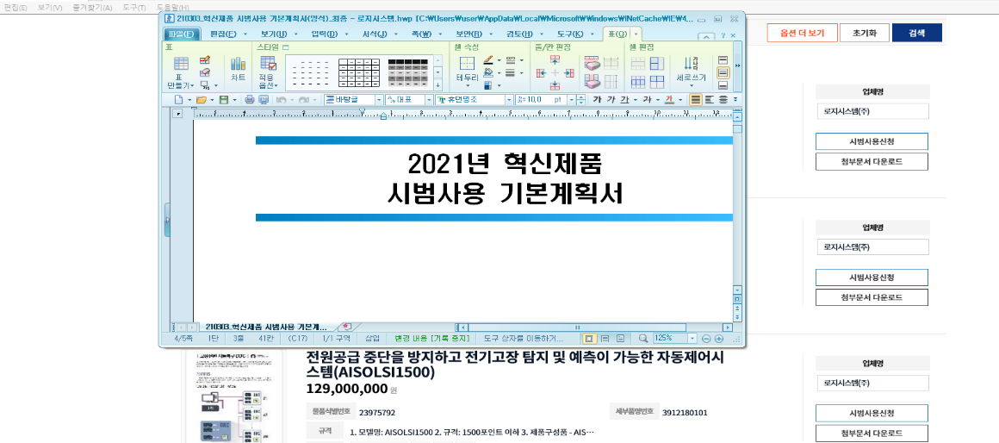 편집(E) 보기(V) 즐겨찾기(A) 도구(T) 도움말(H)
210303_혁신제품 시범사용 기본계획서(양식)_최종 - 로지시스템.hwp [C:₩Users₩user₩AppData₩Local₩Microsoft₩Windows₩INetCache₩IE₩4...
파일(F) 편집(E) 보기(U) 입력(D) 서식(J) 쪽(W) 보안(B) 검토(H) 도구(K) 표(Q)
표 스타일 셀 속성 줄/칸 편집 셀 편집
표 만들기 차트 적용 옵션 테두리 세로쓰기
바탕글 대표 휴먼명조 10.0 pt 가 가 가 가 가
2021년 혁신제품
시범사용 기본계획서
210303_혁신제품 시범사용 기본계...
4/5쪽 1단 3줄 41칸 (C17) 1/1 구역 삽입 변경 내용 [기록 중지] 도구 상자를 이동하거... 125%
옵션 더 보기 초기화 검색
업체명
로지시스템(주)
시범사용신청
첨부문서 다운로드
업체명
로지시스템(주)
시범사용신청
첨부문서 다운로드
전원공급 중단을 방지하고 전기고장 탐지 및 예측이 가능한 자동제어시
스템(AISOLSI1500)
129,000,000 원
물품식별번호 23975792 세부품명번호 3912180101
규격 1. 모델명: AISOLSI1500 2. 규격: 1500포인트 이하 3. 제품구성품 - AIS…
업체명
로지시스템(주)
시범사용신청
첨부문서 다운로드